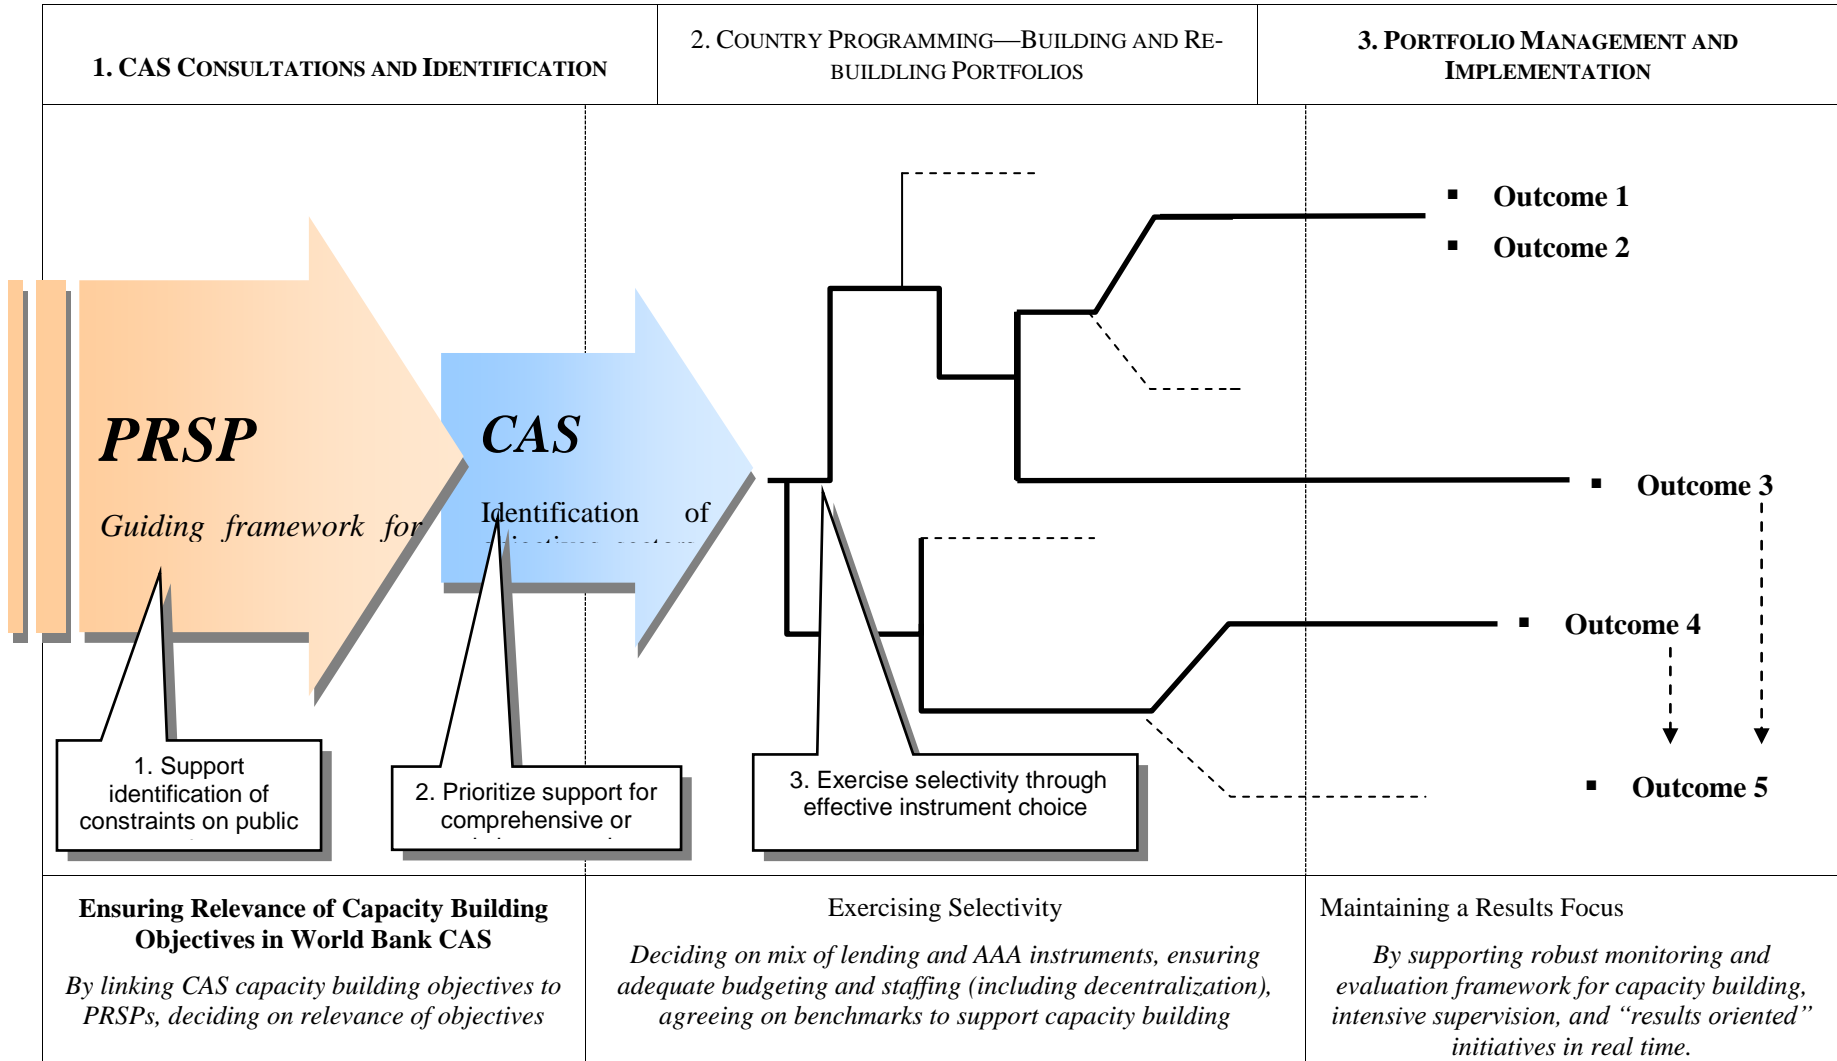 1. CAS CONSULTATIONS AND IDENTIFICATION
2. COUNTRY PROGRAMMING—BUILDING AND RE-
BUILDLING PORTFOLIOS
3. PORTFOLIO MANAGEMENT AND
IMPLEMENTATION
PRSP
Guiding framework for
CAS
Identification of
▪ Outcome 1
▪ Outcome 2
▪ Outcome 3
▪ Outcome 4
▪ Outcome 5
1. Support
identification of
constraints on public
2. Prioritize support for
comprehensive or
3. Exercise selectivity through
effective instrument choice
Ensuring Relevance of Capacity Building
Objectives in World Bank CAS
By linking CAS capacity building objectives to
PRSPs, deciding on relevance of objectives
Exercising Selectivity
Deciding on mix of lending and AAA instruments, ensuring
adequate budgeting and staffing (including decentralization),
agreeing on benchmarks to support capacity building
Maintaining a Results Focus
By supporting robust monitoring and
evaluation framework for capacity building,
intensive supervision, and “results oriented”
initiatives in real time.